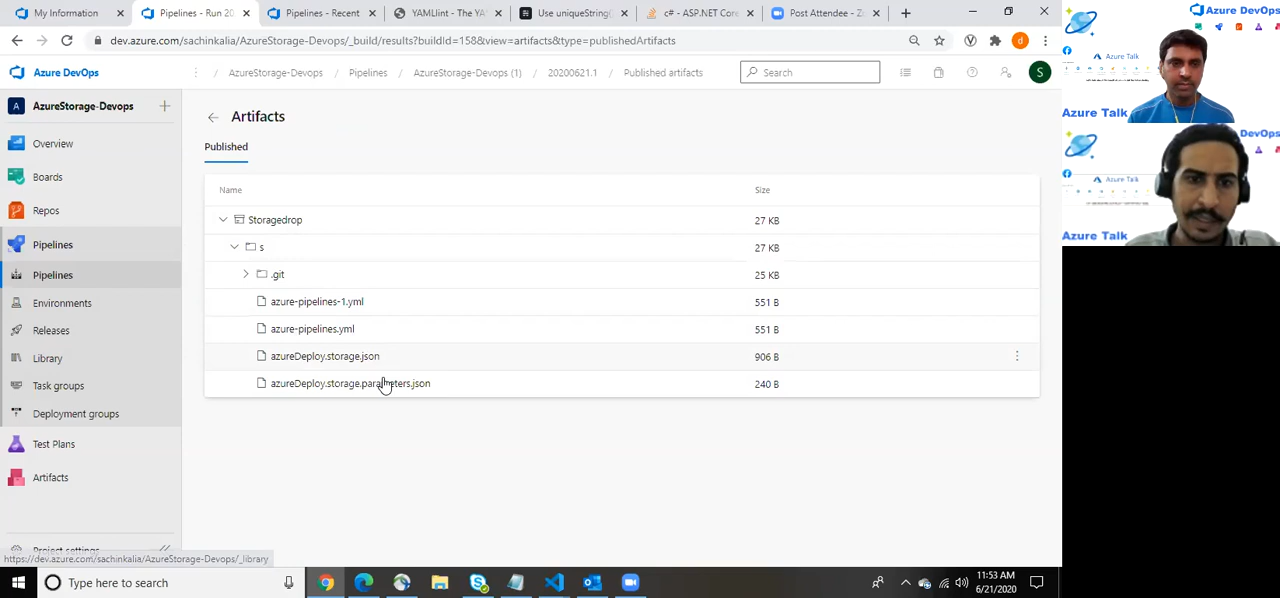 My Information
Pipelines - Run 20
Pipelines - Recent
YAMLlint - The YA
Use uniqueString(
c# - ASP.NET Core
Post Attendee - Z
dev.azure.com/sachinkalia/AzureStorage-Devops/_build/results?buildId=158&view=artifacts&type=publishedArtifacts
Azure DevOps
AzureStorage-Devops
Pipelines
AzureStorage-Devops (1)
20200621.1
Published artifacts
Search
S
A AzureStorage-Devops
Overview
Boards
Repos
Pipelines
Pipelines
Environments
Releases
Library
Task groups
Deployment groups
Test Plans
Artifacts
Project settings
https://dev.azure.com/sachinkalia/AzureStorage-Devops/_library
Artifacts
Published
Name Size
Storagedrop 27 KB
s 27 KB
.git 25 KB
azure-pipelines-1.yml 551 B
azure-pipelines.yml 551 B
azureDeploy.storage.json 906 B
azureDeploy.storage.parameters.json 240 B
Azure DevOps
Azure Talk
Azure Talk
DevOps
Azure Talk
Azure Talk
Type here to search
11:53 AM
6/21/2020